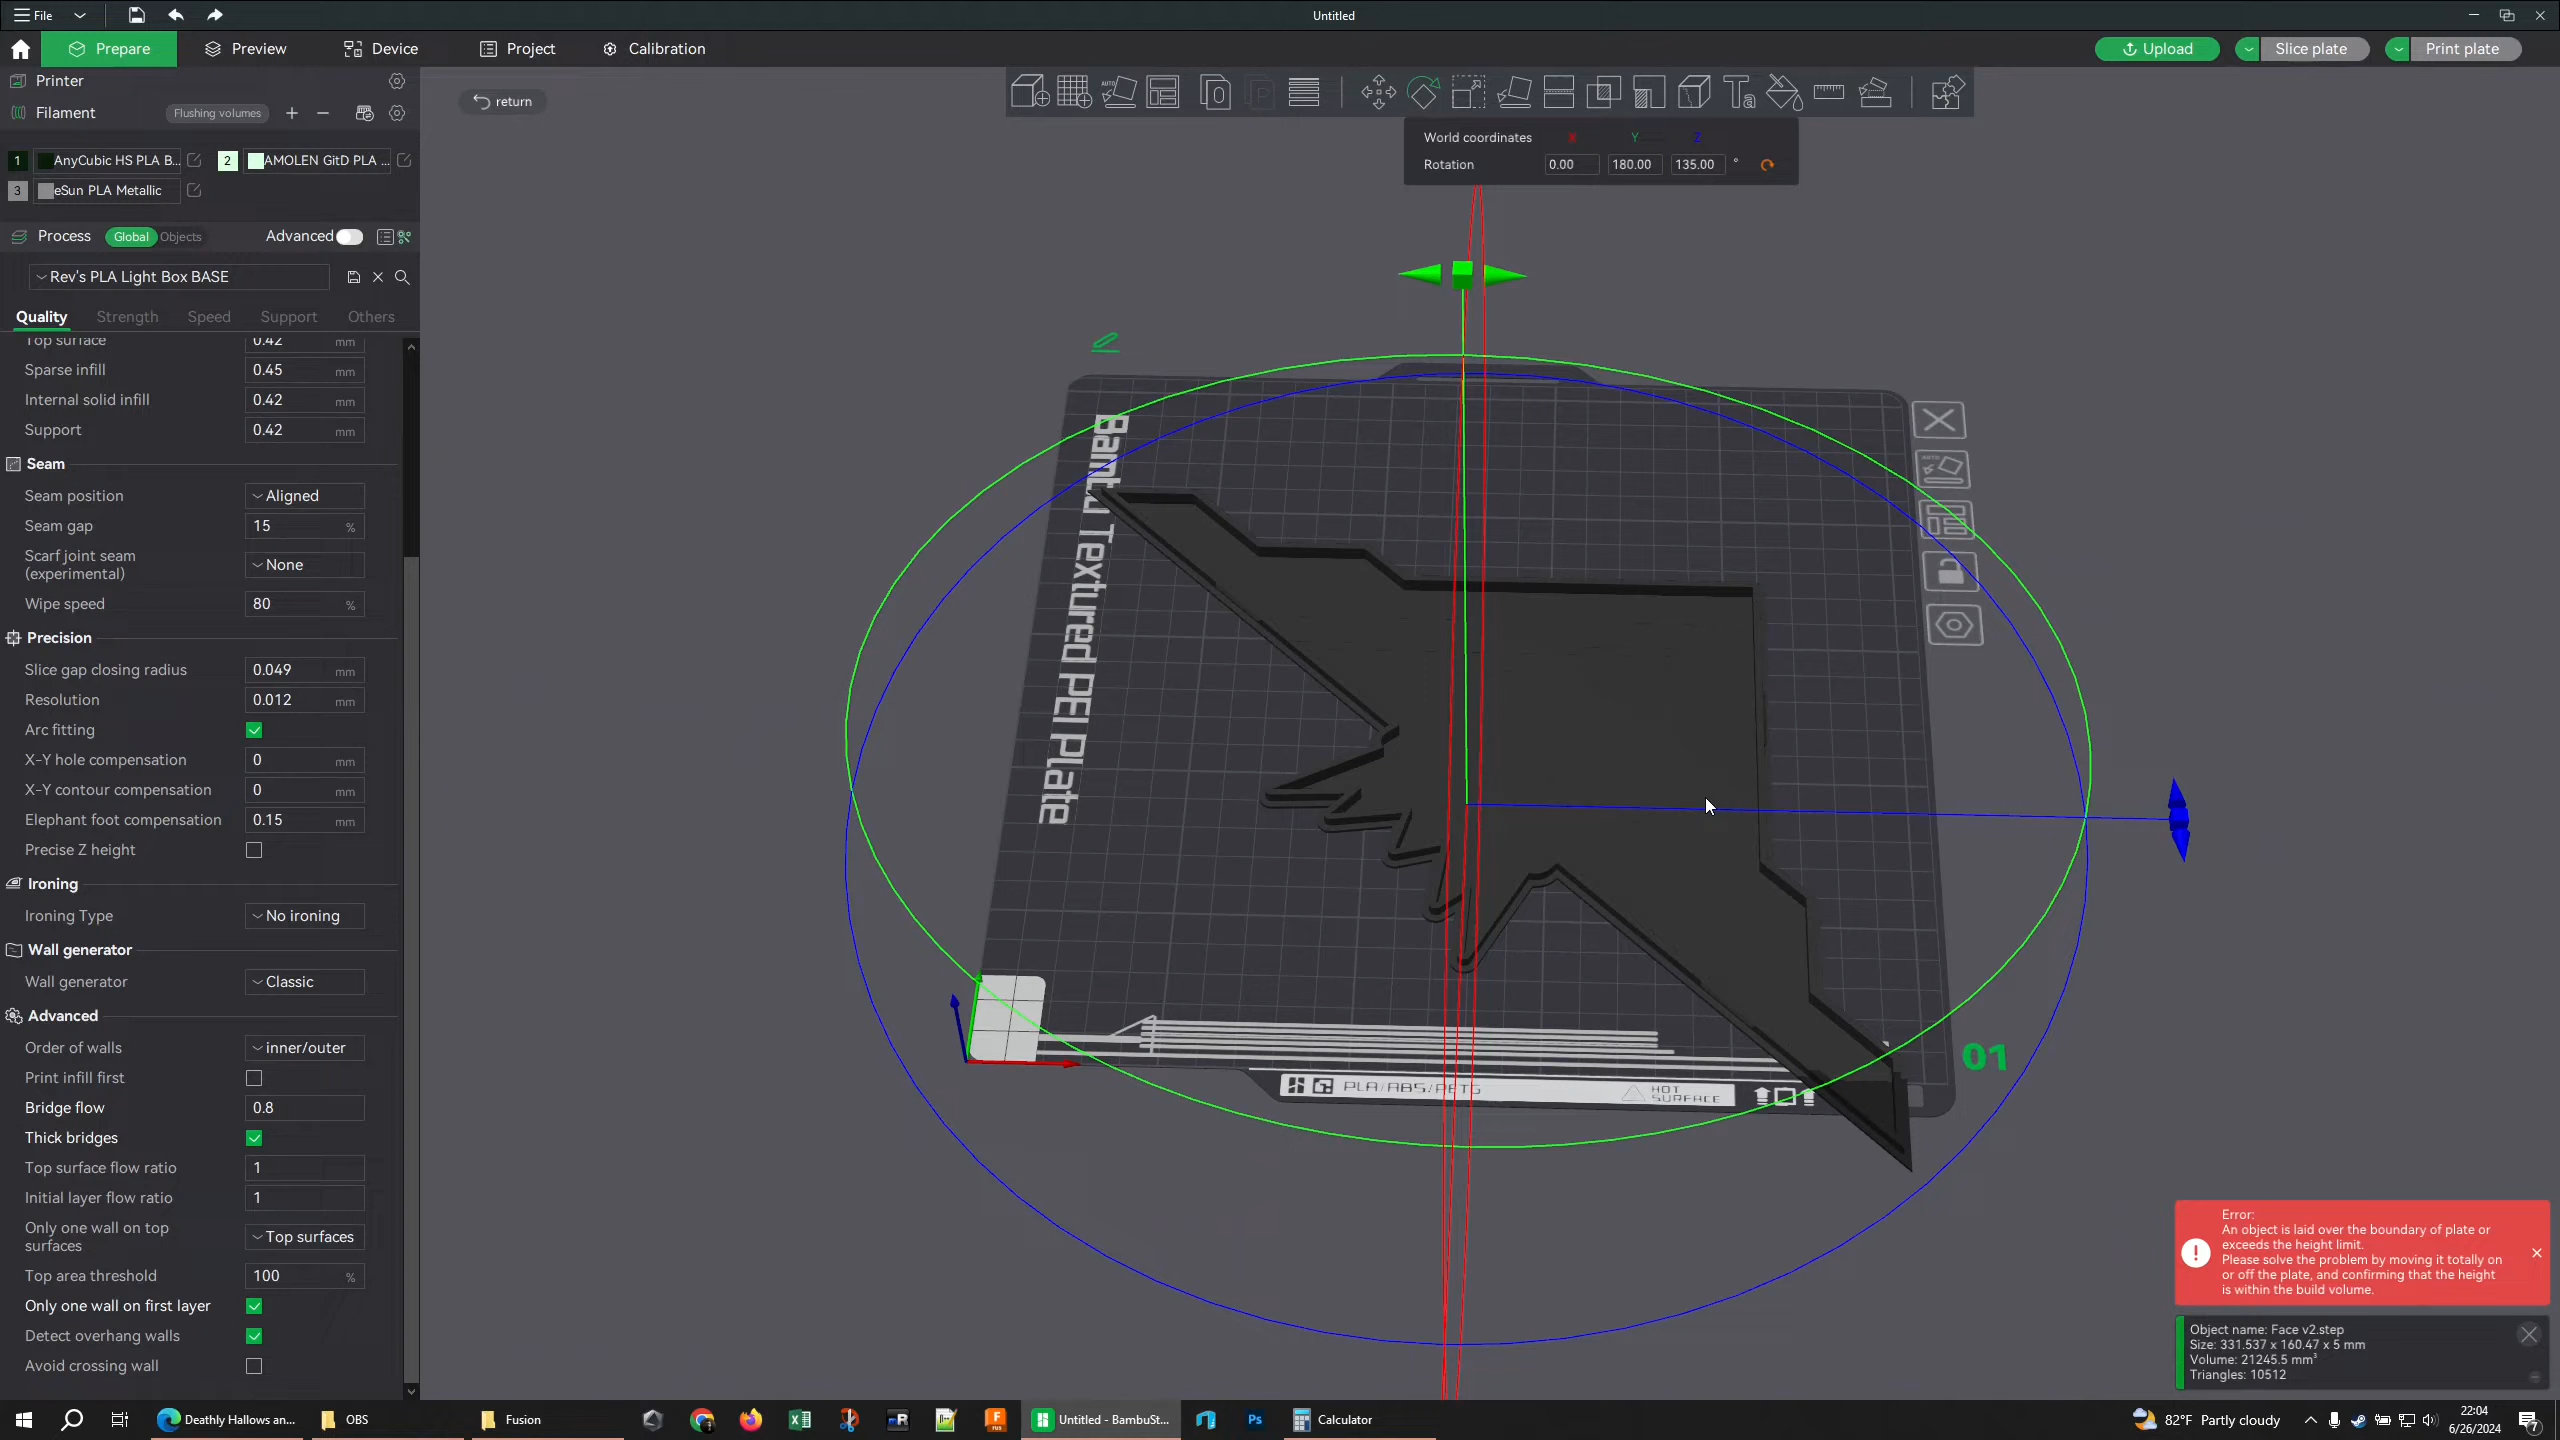 File
Untitled
Prepare
Preview
Device
Project
Calibration
Upload
Slice plate
Print plate
Printer
Filament
Flushing volumes
return
World coordinates X Y Z
Rotation 0.00 180.00 135.00 °
1 AnyCubic HS PLA B...
2 AMOLEN GitD PLA ...
3 eSun PLA Metallic
Process Global Objects Advanced
Rev's PLA Light Box BASE
Quality Strength Speed Support Others
Top surface 0.42 mm
Sparse infill 0.45 mm
Internal solid infill 0.42 mm
Support 0.42 mm
Seam
Seam position Aligned
Seam gap 15 %
Scarf joint seam
(experimental) None
Wipe speed 80 %
Precision
Slice gap closing radius 0.049 mm
Resolution 0.012 mm
Arc fitting
X-Y hole compensation 0 mm
X-Y contour compensation 0 mm
Elephant foot compensation 0.15 mm
Precise Z height
Ironing
Ironing Type No ironing
Wall generator
Wall generator Classic
Advanced
Order of walls inner/outer
Print infill first
Bridge flow 0.8
Thick bridges
Top surface flow ratio 1
Initial layer flow ratio 1
Only one wall on top
surfaces Top surfaces
Top area threshold 100 %
Only one wall on first layer
Detect overhang walls
Avoid crossing wall
Bambu Textured PEI Plate
PLA/ABS/PETG
HOT
SURFACE
01
Error:
An object is laid over the boundary of plate or
exceeds the height limit.
Please solve the problem by moving it totally on
or off the plate, and confirming that the height
is within the build volume.
Object name: Face v2.step
Size: 331.537 x 160.47 x 5 mm
Volume: 21245.5 mm³
Triangles: 10512
Deathly Hallows an...
OBS
Fusion
Untitled - BambuSt...
Ps
Calculator
82°F Partly cloudy
22:04
6/26/2024
7